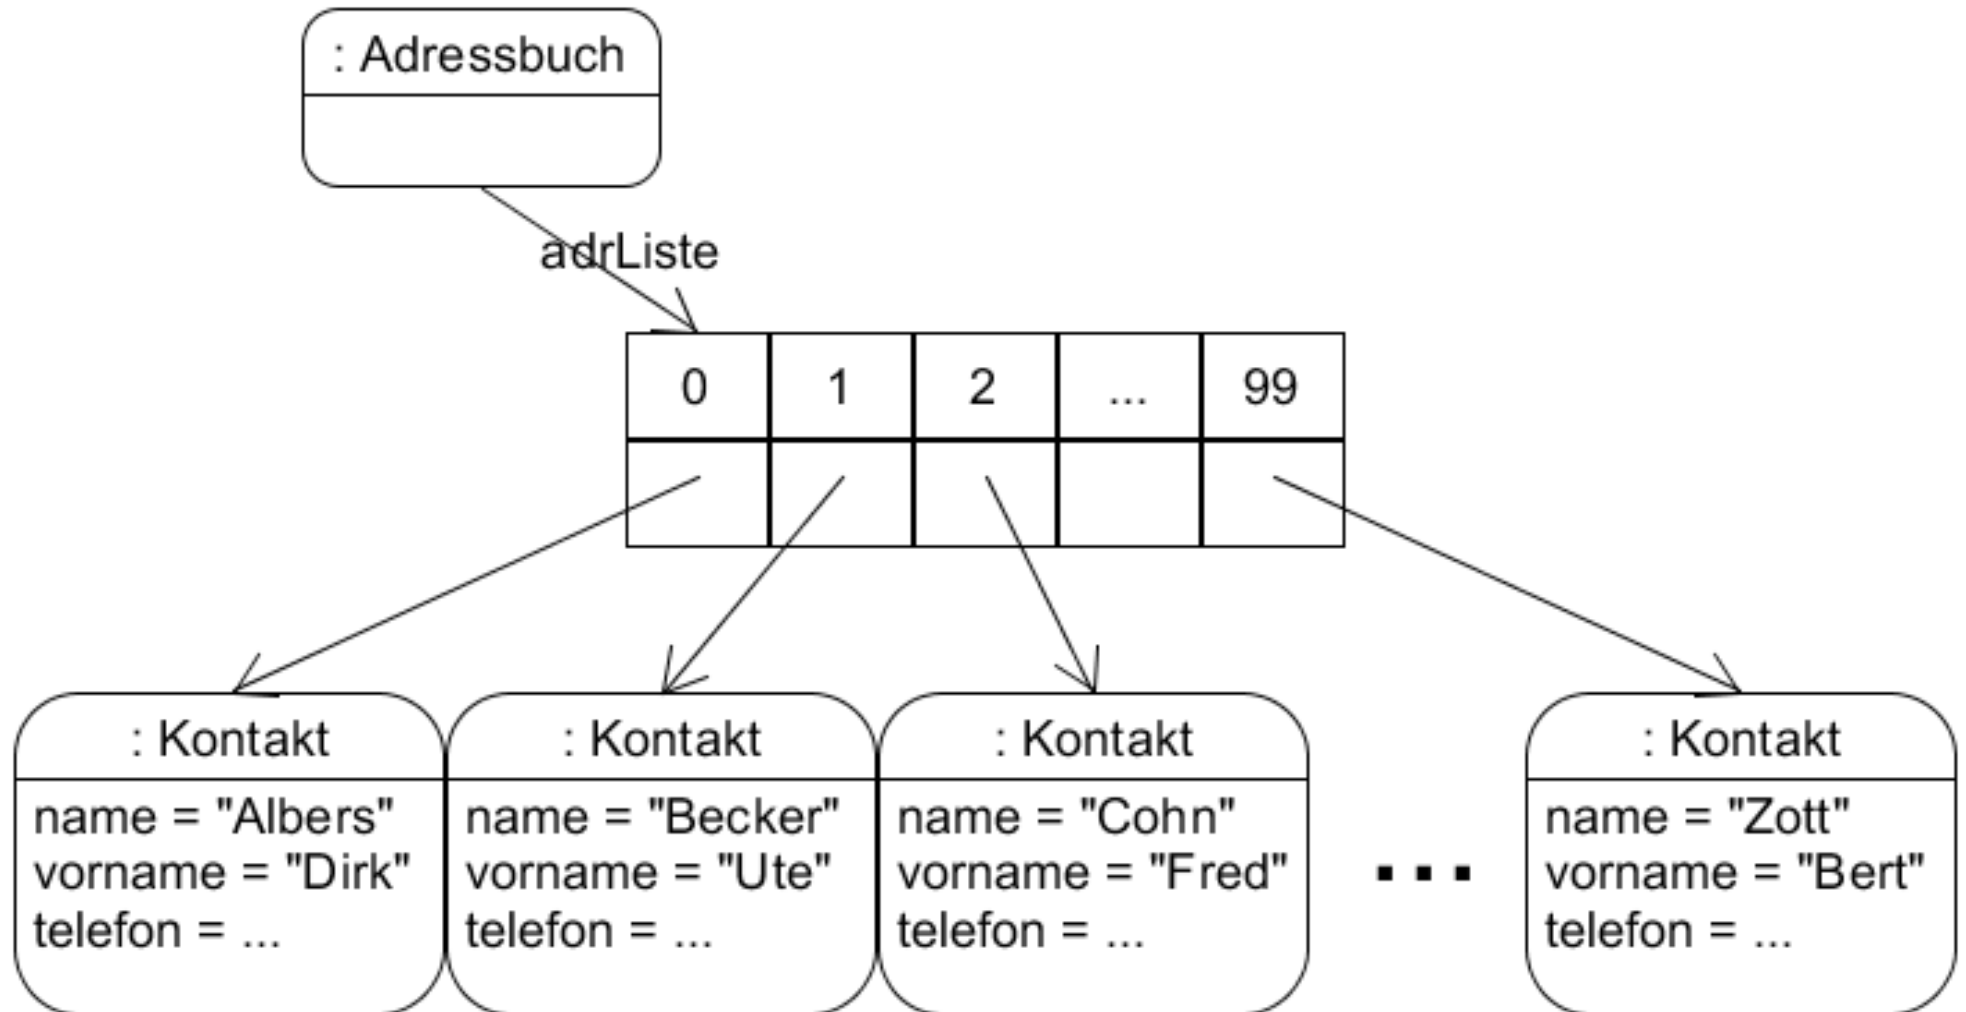 : Adressbuch
adrListe
0 1 2 ... 99
: Kontakt
name = "Albers"
vorname = "Dirk"
telefon = ...
: Kontakt
name = "Becker"
vorname = "Ute"
telefon = ...
: Kontakt
name = "Cohn"
vorname = "Fred"
telefon = ...
...
: Kontakt
name = "Zott"
vorname = "Bert"
telefon = ...